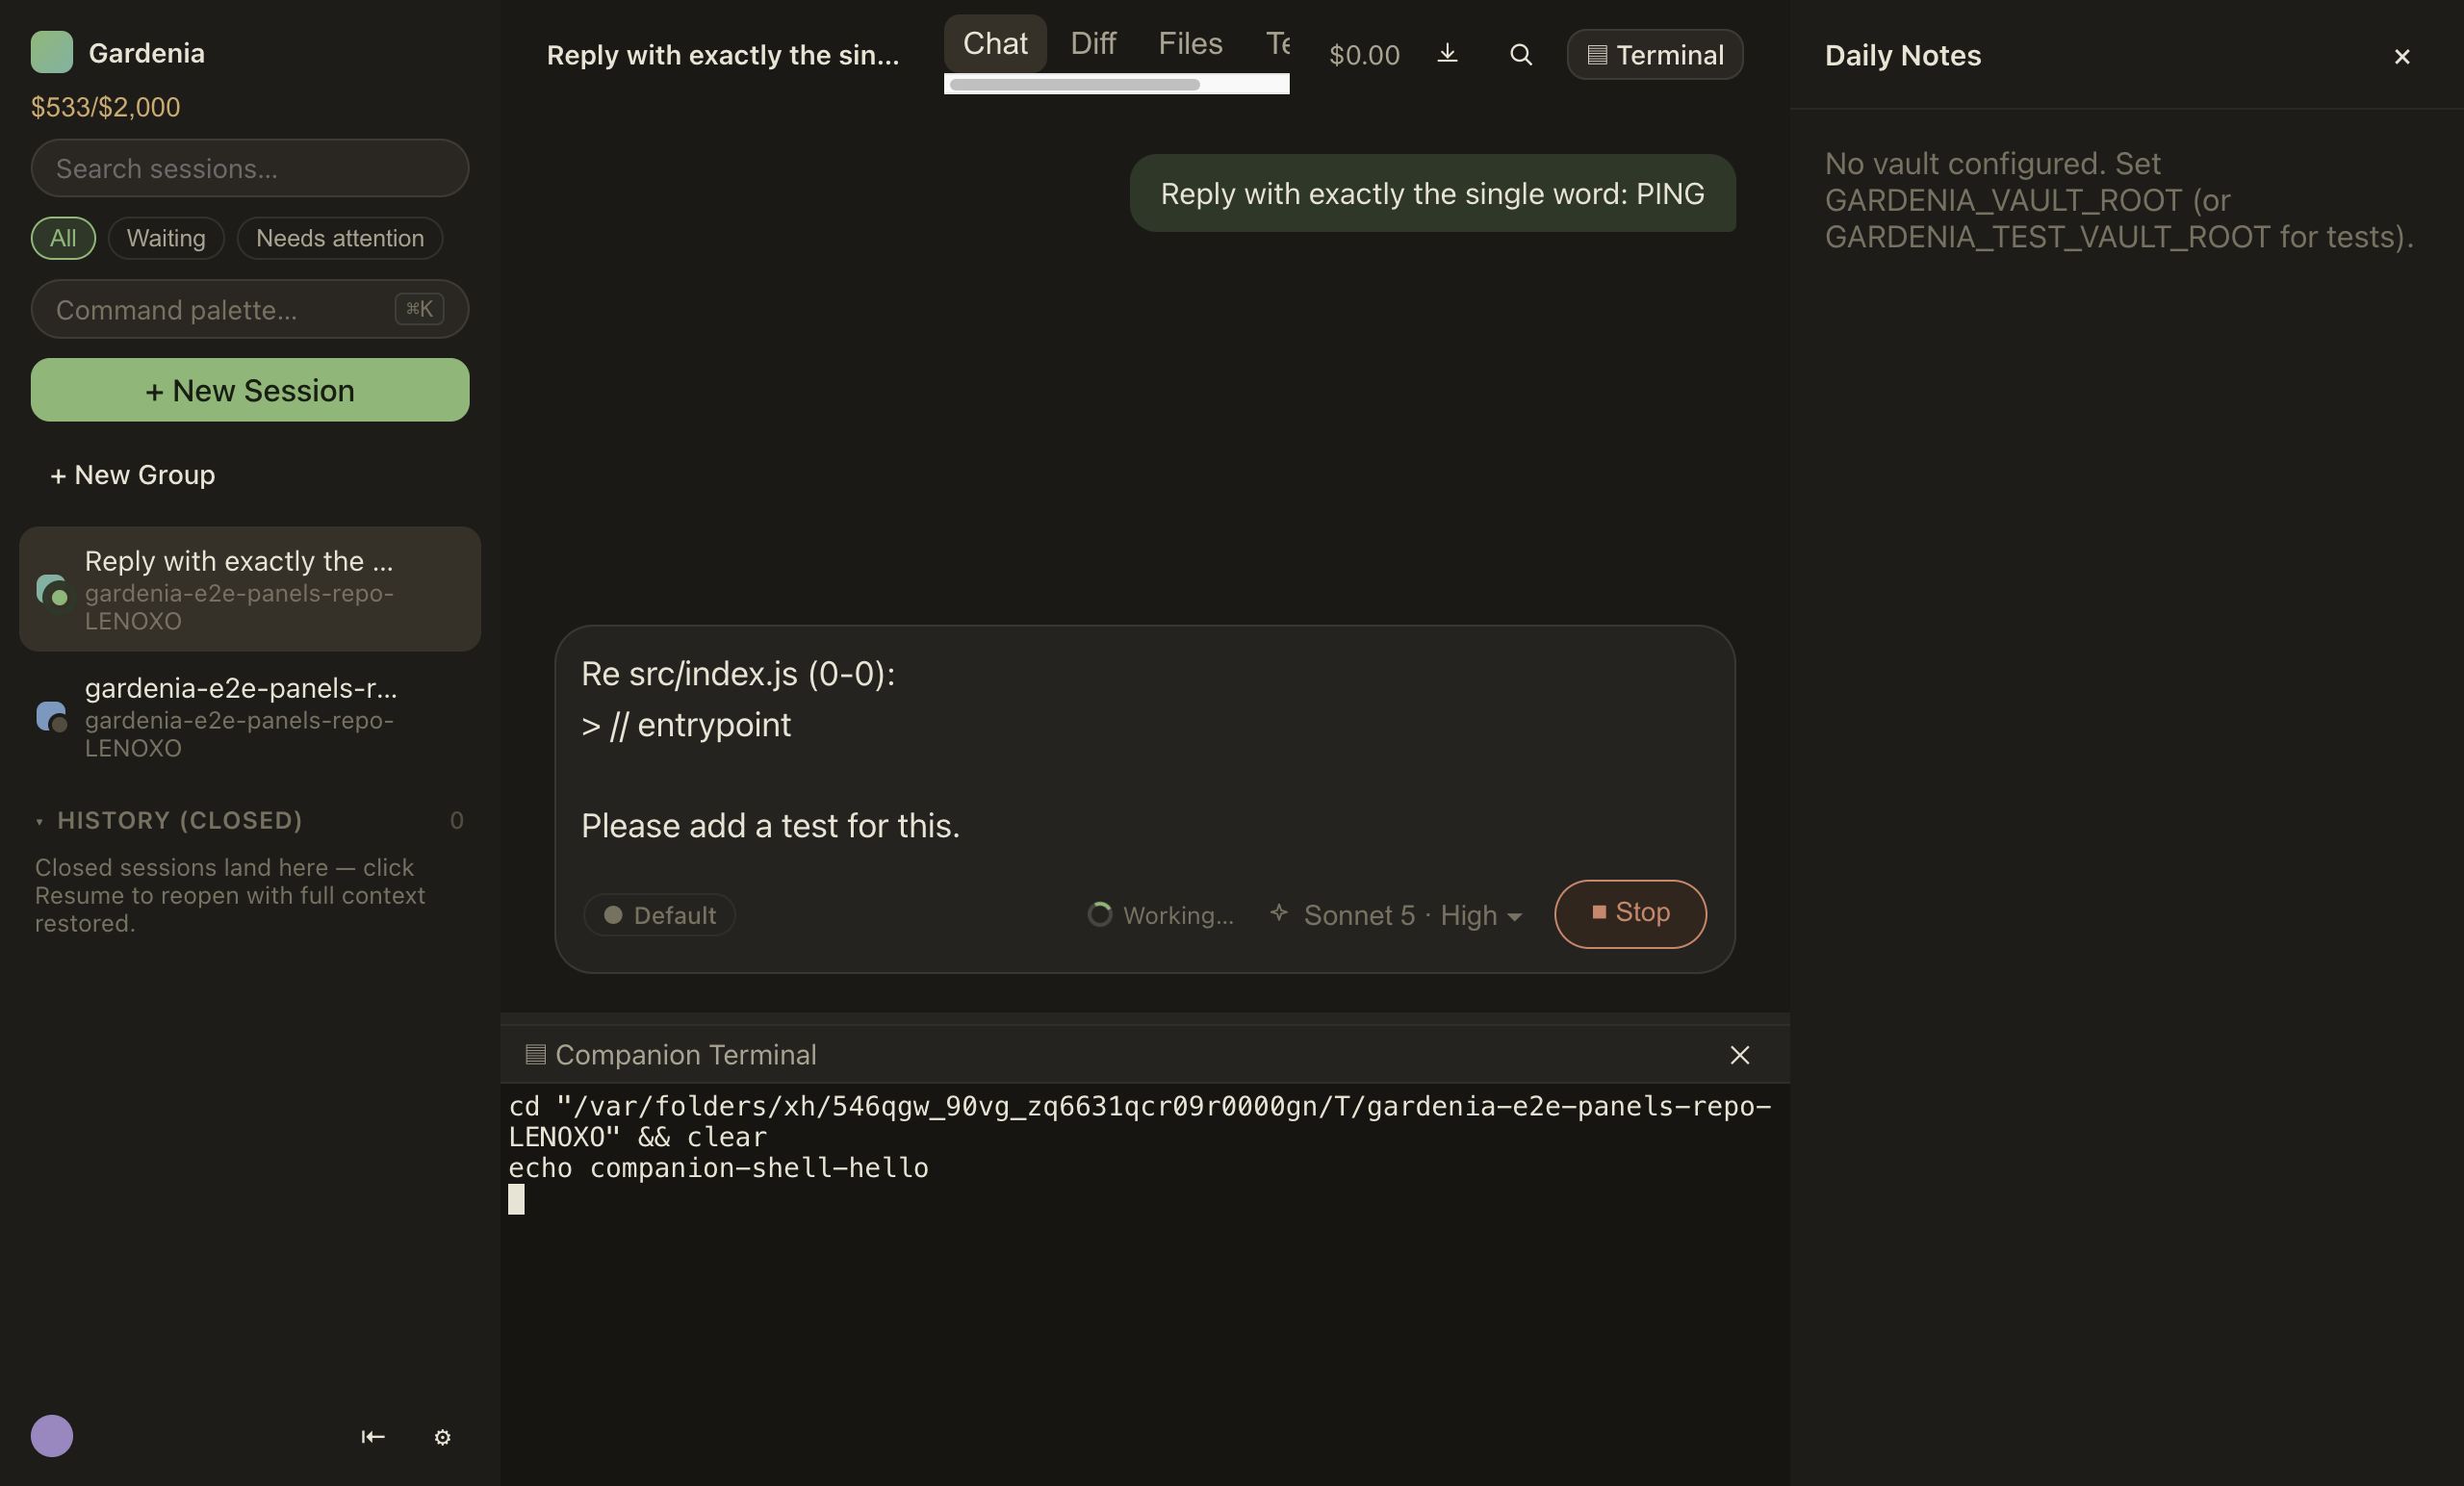 Gardenia
$533/$2,000
Search sessions...
All
Waiting
Needs attention
Command palette...
⌘K
+ New Session
+ New Group
Reply with exactly the ...
gardenia-e2e-panels-repo-
LENOXO
gardenia-e2e-panels-r...
gardenia-e2e-panels-repo-
LENOXO
HISTORY (CLOSED)
0
Closed sessions land here — click
Resume to reopen with full context
restored.
Reply with exactly the sin...
Chat
Diff
Files
Te
$0.00
Terminal
Reply with exactly the single word: PING
Re src/index.js (0-0):
> // entrypoint
Please add a test for this.
Default
Working...
Sonnet 5 · High
Stop
Companion Terminal
cd "/var/folders/xh/546qgw_90vg_zq6631qcr09r0000gn/T/gardenia-e2e-panels-repo-
LENOXO" && clear
echo companion-shell-hello
Daily Notes
No vault configured. Set
GARDENIA_VAULT_ROOT (or
GARDENIA_TEST_VAULT_ROOT for tests).